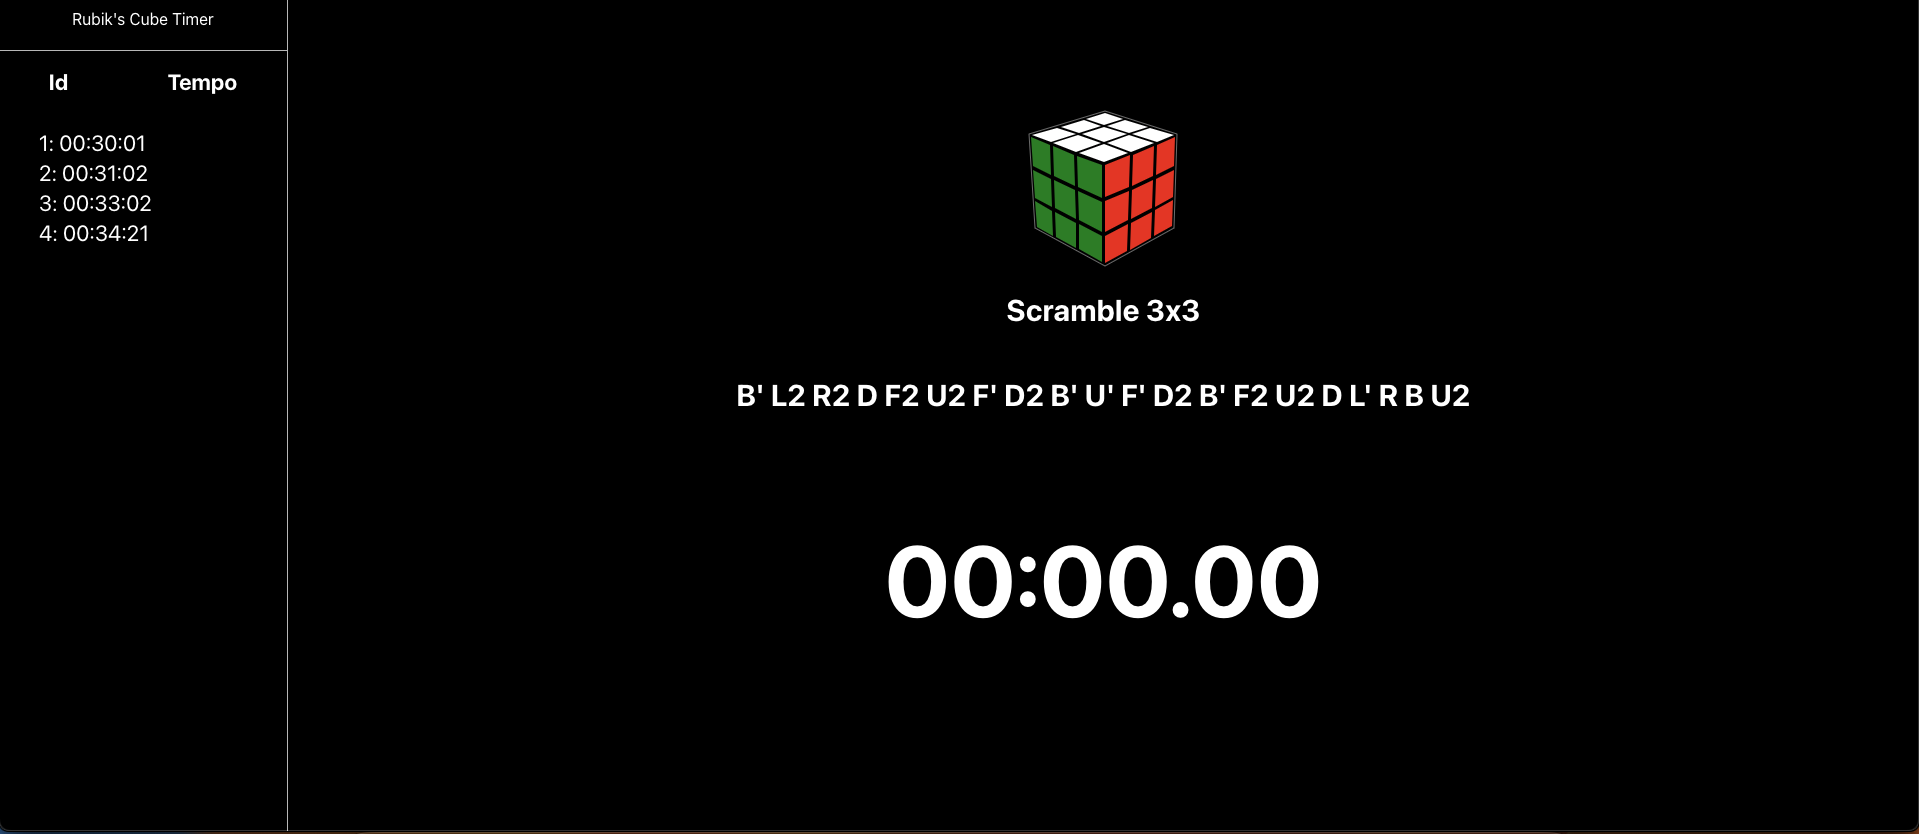 Rubik's Cube Timer
Id Tempo
1: 00:30:01
2: 00:31:02
3: 00:33:02
4: 00:34:21
Scramble 3x3
B' L2 R2 D F2 U2 F' D2 B' U' F' D2 B' F2 U2 D L' R B U2
00:00.00